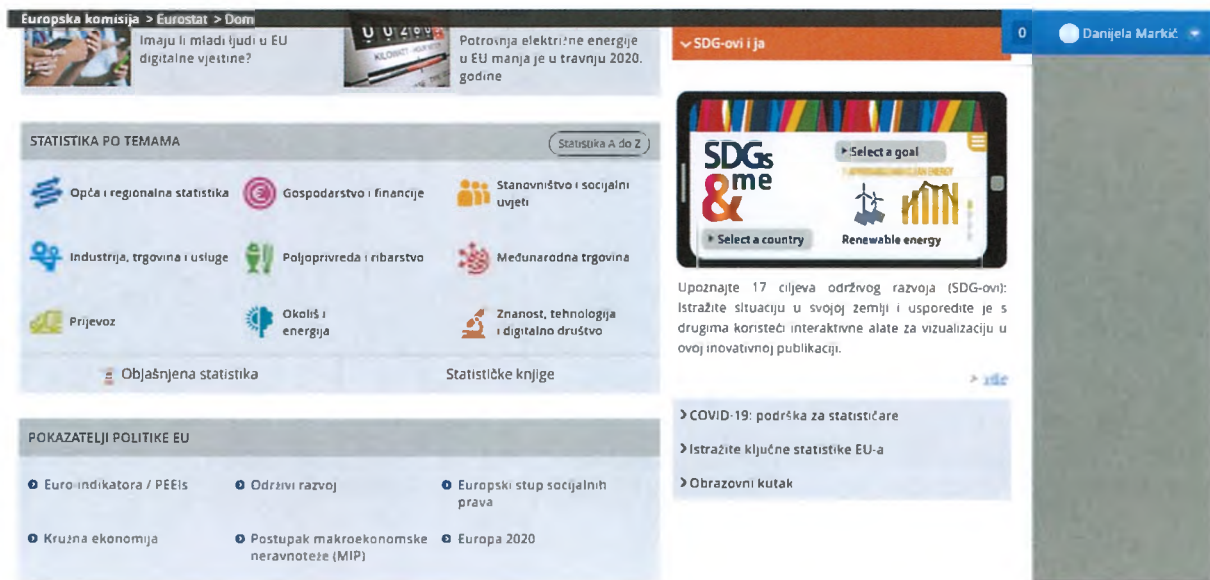 Europska komisija > Eurostat > Dom
0
Danijela Markić
Imaju li mladi ljudi u EU
digitalne vještine?
KILOWATT-HOUR METER
Potrošnja električne energije
u EU manja je u travnju 2020.
godine
STATISTIKA PO TEMAMA
Statistika A do Z
Opća i regionalna statistika
Gospodarstvo i financije
Stanovništvo i socijalni
uvjeti
Industrija, trgovina i usluge
Poljoprivreda i ribarstvo
Međunarodna trgovina
Prijevoz
Okoliš i
energija
Znanost, tehnologija
i digitalno društvo
Objašnjena statistika
Statističke knjige
POKAZATELJI POLITIKE EU
Euro-indikatora / PEEIs
Održivi razvoj
Europski stup socijalnih
prava
Kružna ekonomija
Postupak makroekonomske
neravnoteže (MIP)
Europa 2020
SDG-ovi i ja
SDGs
& me
Select a goal
Select a country
Renewable energy
Upoznajte 17 ciljeva održivog razvoja (SDG-ovi):
Istražite situaciju u svojoj zemlji i usporedite je s
drugima koristeći interaktivne alate za vizualizaciju u
ovoj inovativnoj publikaciji.
> više
COVID-19: podrška za statističare
Istražite ključne statistike EU-a
Obrazovni kutak